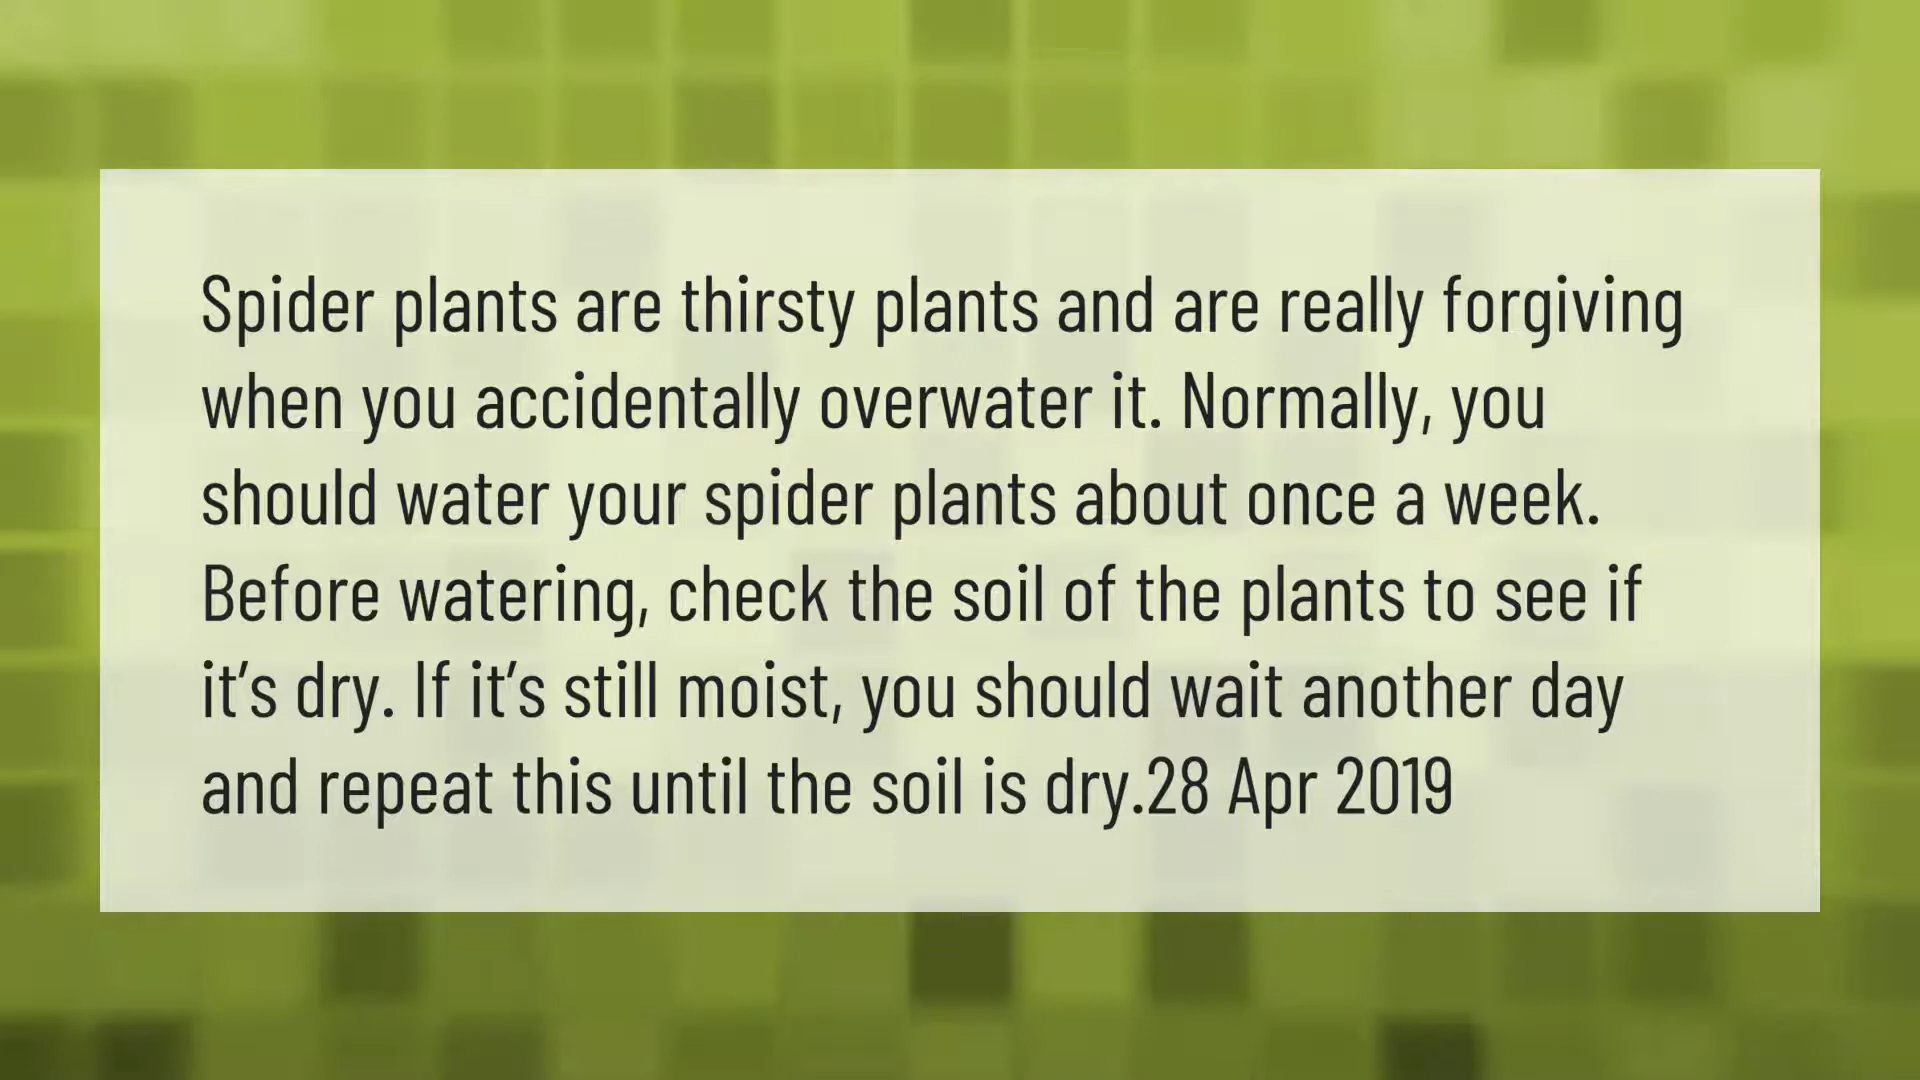 Spider plants are thirsty plants and are really forgiving
when you accidentally overwater it. Normally, you
should water your spider plants about once a week.
Before watering, check the soil of the plants to see if
it’s dry. If it’s still moist, you should wait another day
and repeat this until the soil is dry.28 Apr 2019